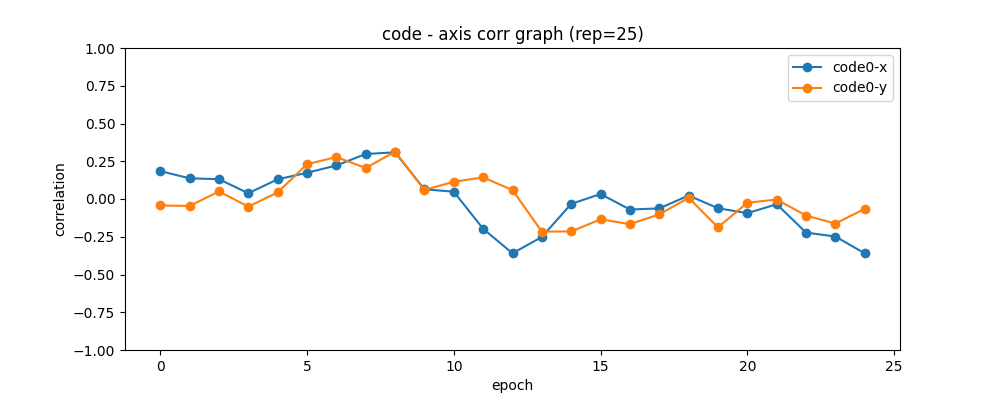 code - axis corr graph (rep=25)
1.00
0.75
0.50
0.25
0.00
−0.25
−0.50
−0.75
−1.00
correlation
code0-x
code0-y
0 5 10 15 20 25
epoch